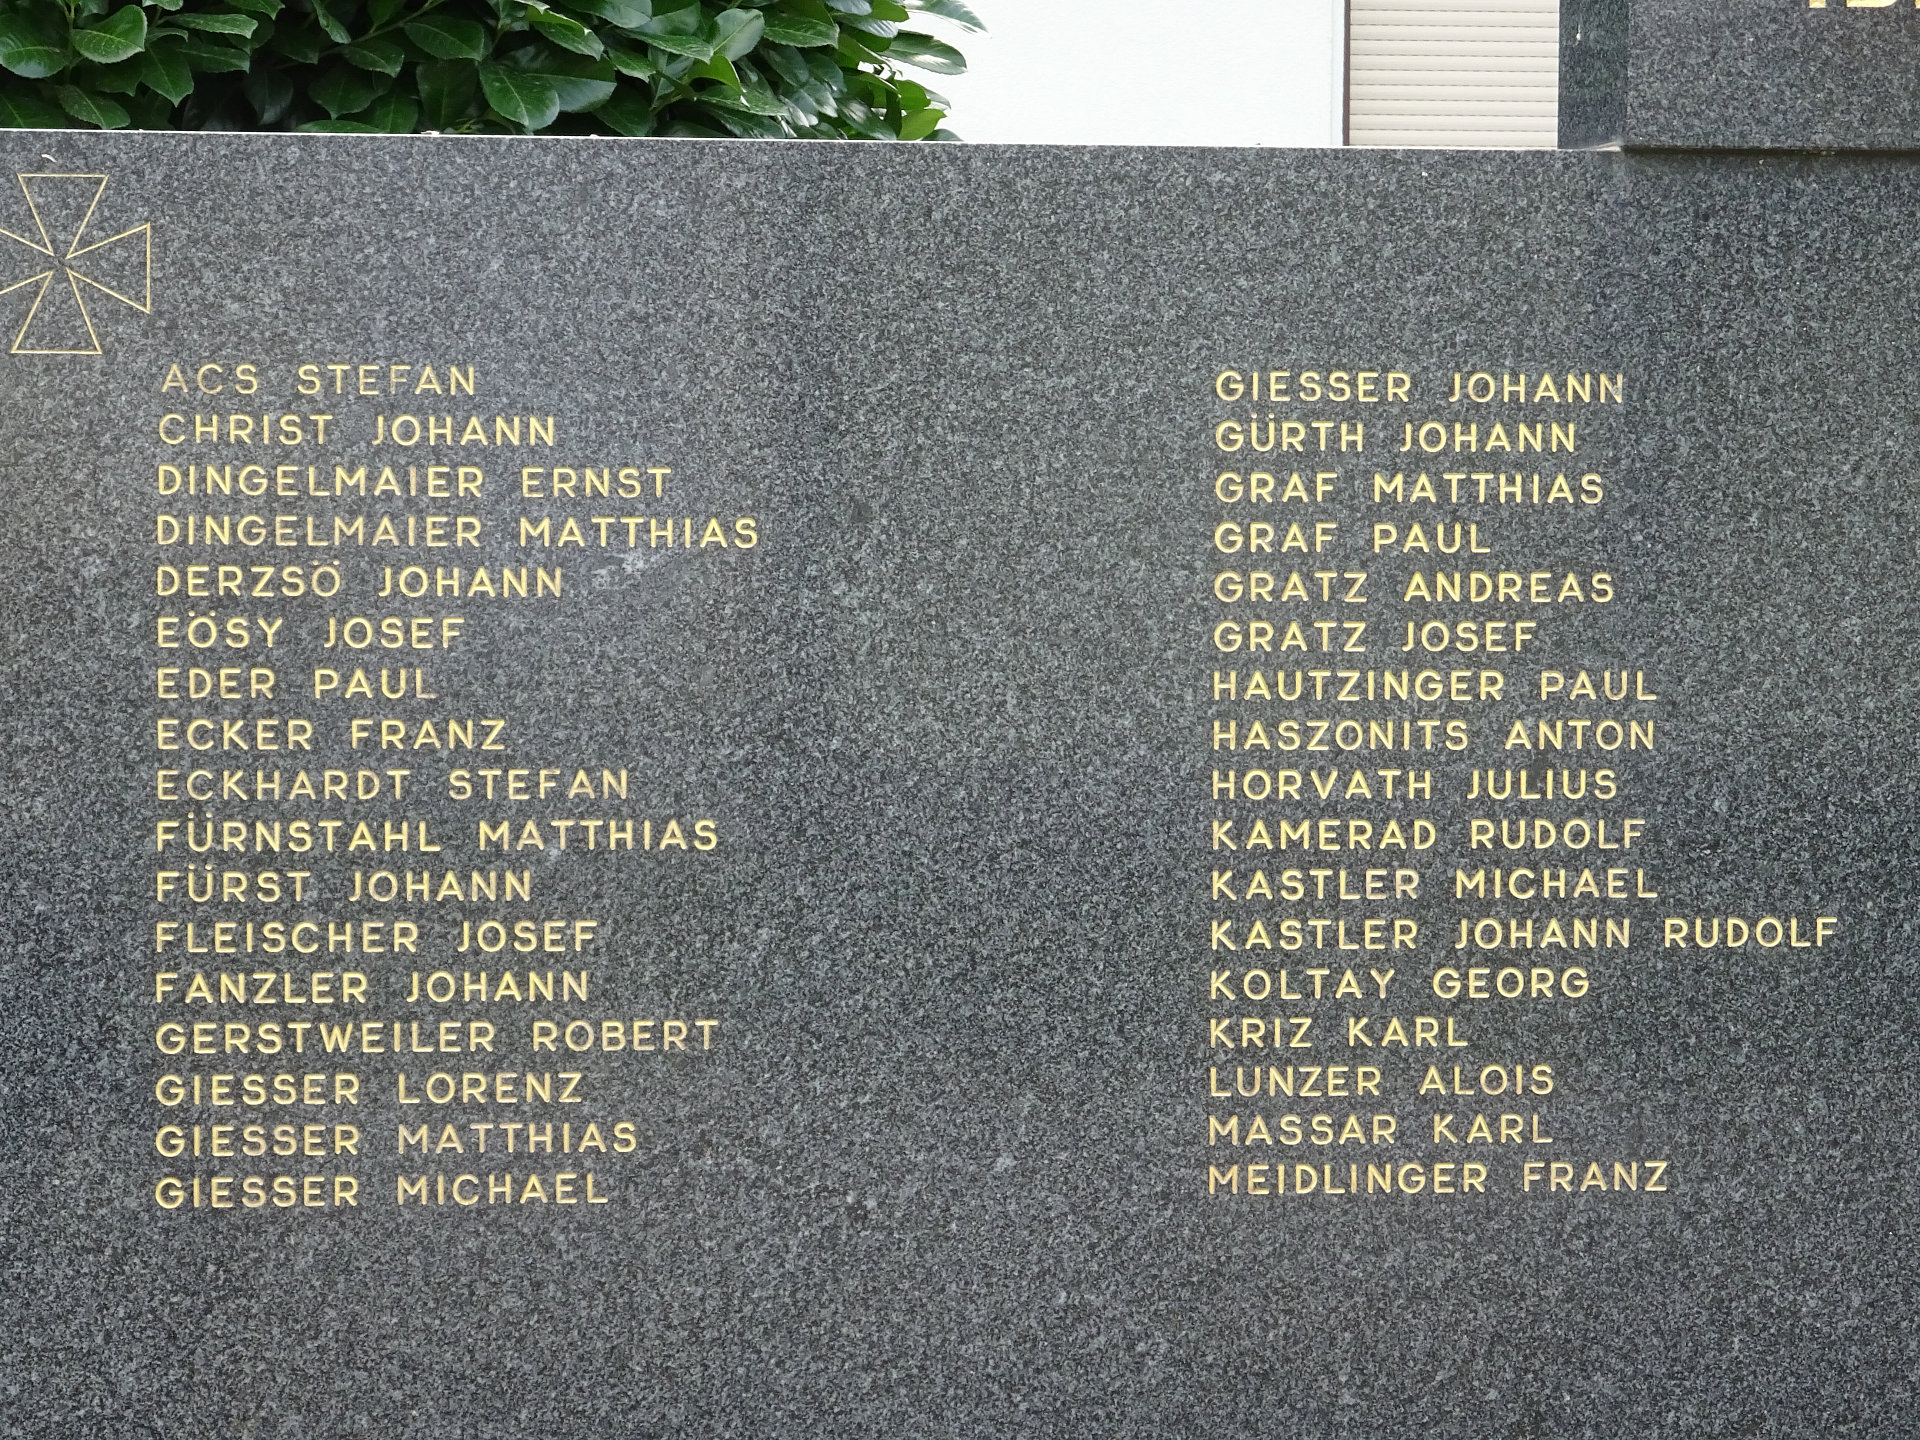 ACS STEFAN
CHRIST JOHANN
DINGELMAIER ERNST
DINGELMAIER MATTHIAS
DERZSÖ JOHANN
EÖSY JOSEF
EDER PAUL
ECKER FRANZ
ECKHARDT STEFAN
FÜRNSTAHL MATTHIAS
FÜRST JOHANN
FLEISCHER JOSEF
FANZLER JOHANN
GERSTWEILER ROBERT
GIESSER LORENZ
GIESSER MATTHIAS
GIESSER MICHAEL
GIESSER JOHANN
GÜRTH JOHANN
GRAF MATTHIAS
GRAF PAUL
GRATZ ANDREAS
GRATZ JOSEF
HAUTZINGER PAUL
HASZONITS ANTON
HORVATH JULIUS
KAMERAD RUDOLF
KASTLER MICHAEL
KASTLER JOHANN RUDOLF
KOLTAY GEORG
KRIZ KARL
LUNZER ALOIS
MASSAR KARL
MEIDLINGER FRANZ